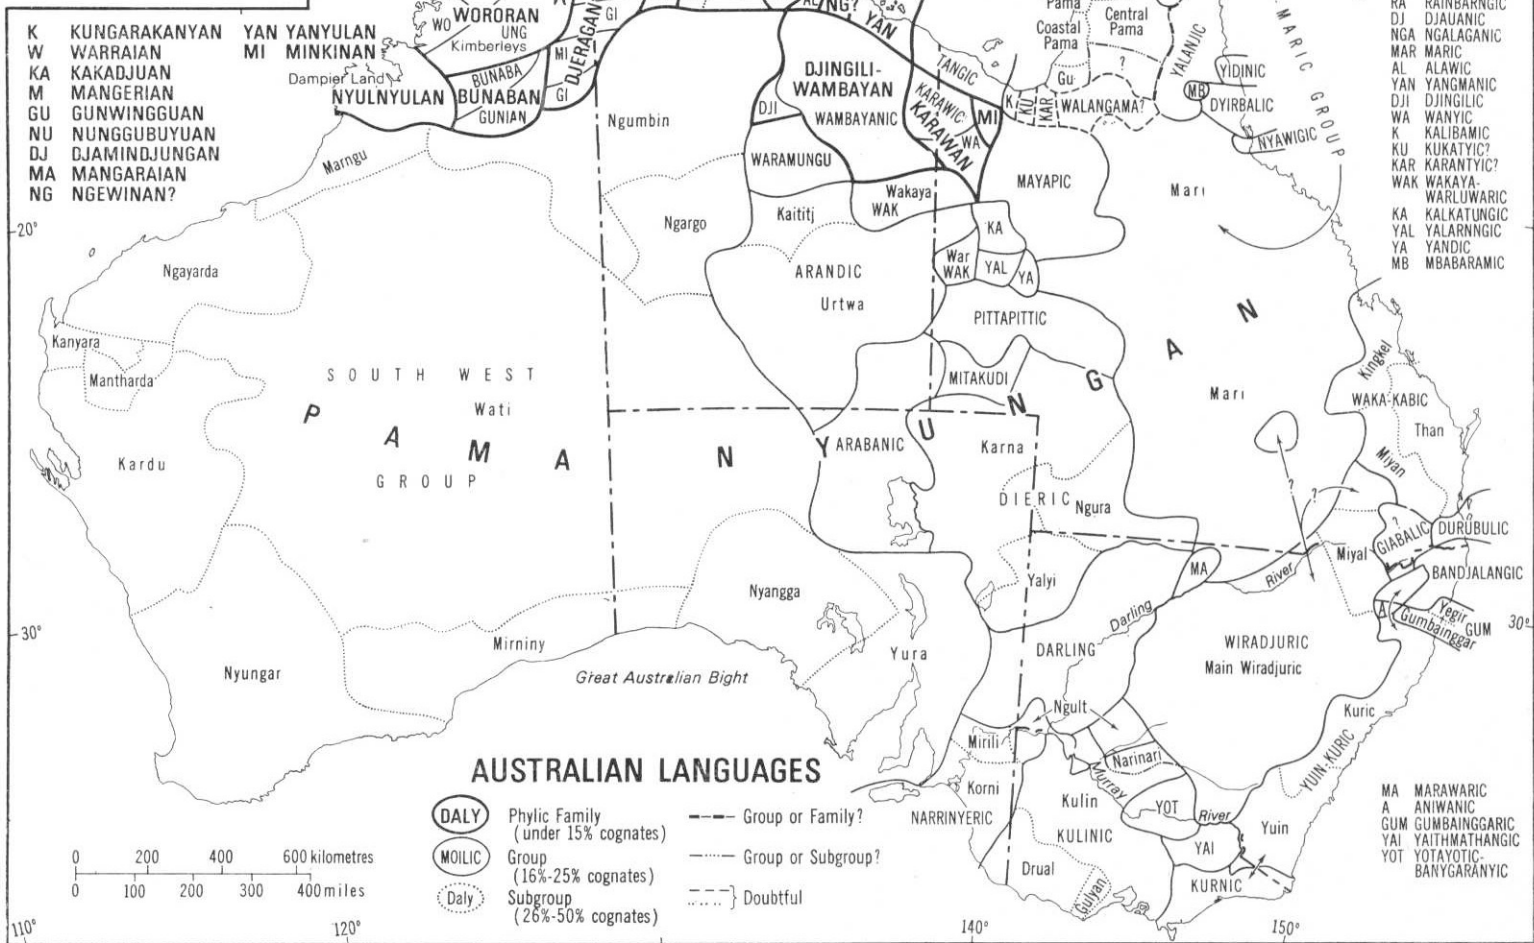 K KUNGARAKANYAN
W WARRAIAN
KA KAKADJUAN
M MANGERIAN
GU GUNWINGGUAN
NU NUNGGUBUYUAN
DJ DJAMINDJUNGAN
MA MANGARAIAN
NG NGEWINAN?
YAN YANYULAN
MI MINKINAN
WO
WORORAN
UNG
Kimberleys
GI
DJERAGAN
MI
GI
Dampier Land
BUNABA
NYULNYULAN
BUNABAN
GUNIAN
AL
NG?
YAN
DJINGILI-
WAMBAYAN
DJI
WAMBAYANIC
TANGIC
KARAWIC
KARAWAN
WA
MI
K
KU
KAR
Pama
Coastal
Pama
Central
Pama
Gu
?
WALANGAMA?
YALANJIC
YIDINIC
MB
DYIRBALIC
NYAWIGIC
MARIC GROUP
RA RAINBARNGIC
DJ DJAUANIC
NGA NGALAGANIC
MAR MARIC
AL ALAWIC
YAN YANGMANIC
DJI DJINGILIC
WA WANYIC
K KALIBAMIC
KU KUKATYIC?
KAR KARANTYIC?
WAK WAKAYA-
WARLUWARIC
KA KALKATUNGIC
YAL YALARNNGIC
YA YANDIC
MB MBABARAMIC
Marngu
Ngumbin
WARAMUNGU
Wakaya
WAK
MAYAPIC
Mari
20°
20°
Ngargo
Kaititj
KA
Ngayarda
ARANDIC
Urtwa
War
WAK
YAL
YA
PITTAPITTIC
Kanyara
Mantharda
MITAKUDI
Kingkel
SOUTH WEST
Wati
GROUP
Mari
WAKA-KABIC
Than
Miyan
PAMA NYUNGAN
Kardu
ARABANIC
Karna
DIERIC
Ngura
?
?
?
GIABALIC
DURUBULIC
Miyal
BANDJALANGIC
River
MA
Yalyi
Nyangga
A
Yegir
GUM
Gumbainggar
30°
30°
Mirniny
Nyungar
Yura
Darling
DARLING
WIRADJURIC
Main Wiradjuric
Great Australian Bight
Ngult
Kuric
Mirili
Narinari
YUIN-KURIC
Korni
Murray
Kulin
KULINIC
YOT
River
Yuin
NARRINYERIC
YAI
Drual
Gulyan
KURNIC
MA MARAWARIC
A ANIWANIC
GUM GUMBAINGGARIC
YAI YAITHMATHANGIC
YOT YOTAYOTIC-
BANYGARANYIC
AUSTRALIAN LANGUAGES
DALY Phylic Family
(under 15% cognates)
MOILIC Group
(16%-25% cognates)
Daly Subgroup
(26%-50% cognates)
Group or Family?
Group or Subgroup?
Doubtful
0 200 400 600 kilometres
0 100 200 300 400 miles
110° 120° 140° 150°